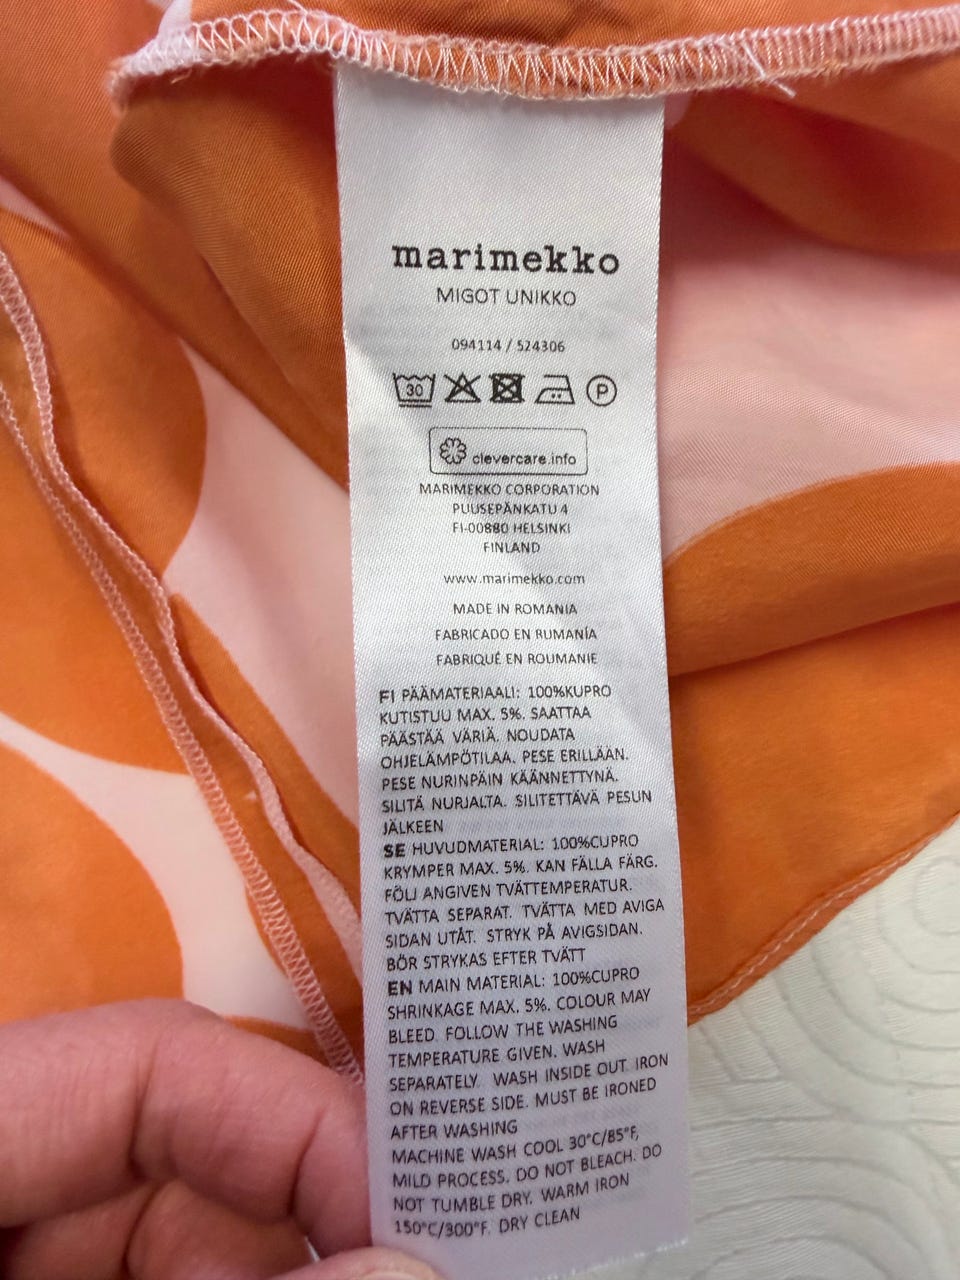 marimekko
MIGOT UNIKKO
094114 / 524306
30 P
clevercare.info
MARIMEKKO CORPORATION
PUUSEPÄNKATU 4
FI-00880 HELSINKI
FINLAND
www.marimekko.com
MADE IN ROMANIA
FABRICADO EN RUMANÍA
FABRIQUÉ EN ROUMANIE
FI PÄÄMATERIAALI: 100%KUPRO
KUTISTUU MAX. 5%. SAATTAA
PÄÄSTÄÄ VÄRIÄ. NOUDATA
OHJELÄMPÖTILAA. PESE ERILLÄÄN.
PESE NURINPÄIN KÄÄNNETTYNÄ.
SILITÄ NURJALTA. SILITETTÄVÄ PESUN
JÄLKEEN
SE HUVUDMATERIAL: 100%CUPRO
KRYMPER MAX. 5%. KAN FÄLLA FÄRG.
FÖLJ ANGIVEN TVÄTTEMPERATUR.
TVÄTTA SEPARAT. TVÄTTA MED AVIGA
SIDAN UTÅT. STRYK PÅ AVIGSIDAN.
BÖR STRYKAS EFTER TVÄTT
EN MAIN MATERIAL: 100%CUPRO
SHRINKAGE MAX. 5%. COLOUR MAY
BLEED. FOLLOW THE WASHING
TEMPERATURE GIVEN. WASH
SEPARATELY. WASH INSIDE OUT. IRON
ON REVERSE SIDE. MUST BE IRONED
AFTER WASHING
MACHINE WASH COOL 30°C/85°F,
MILD PROCESS. DO NOT BLEACH. DO
NOT TUMBLE DRY. WARM IRON
150°C/300°F. DRY CLEAN